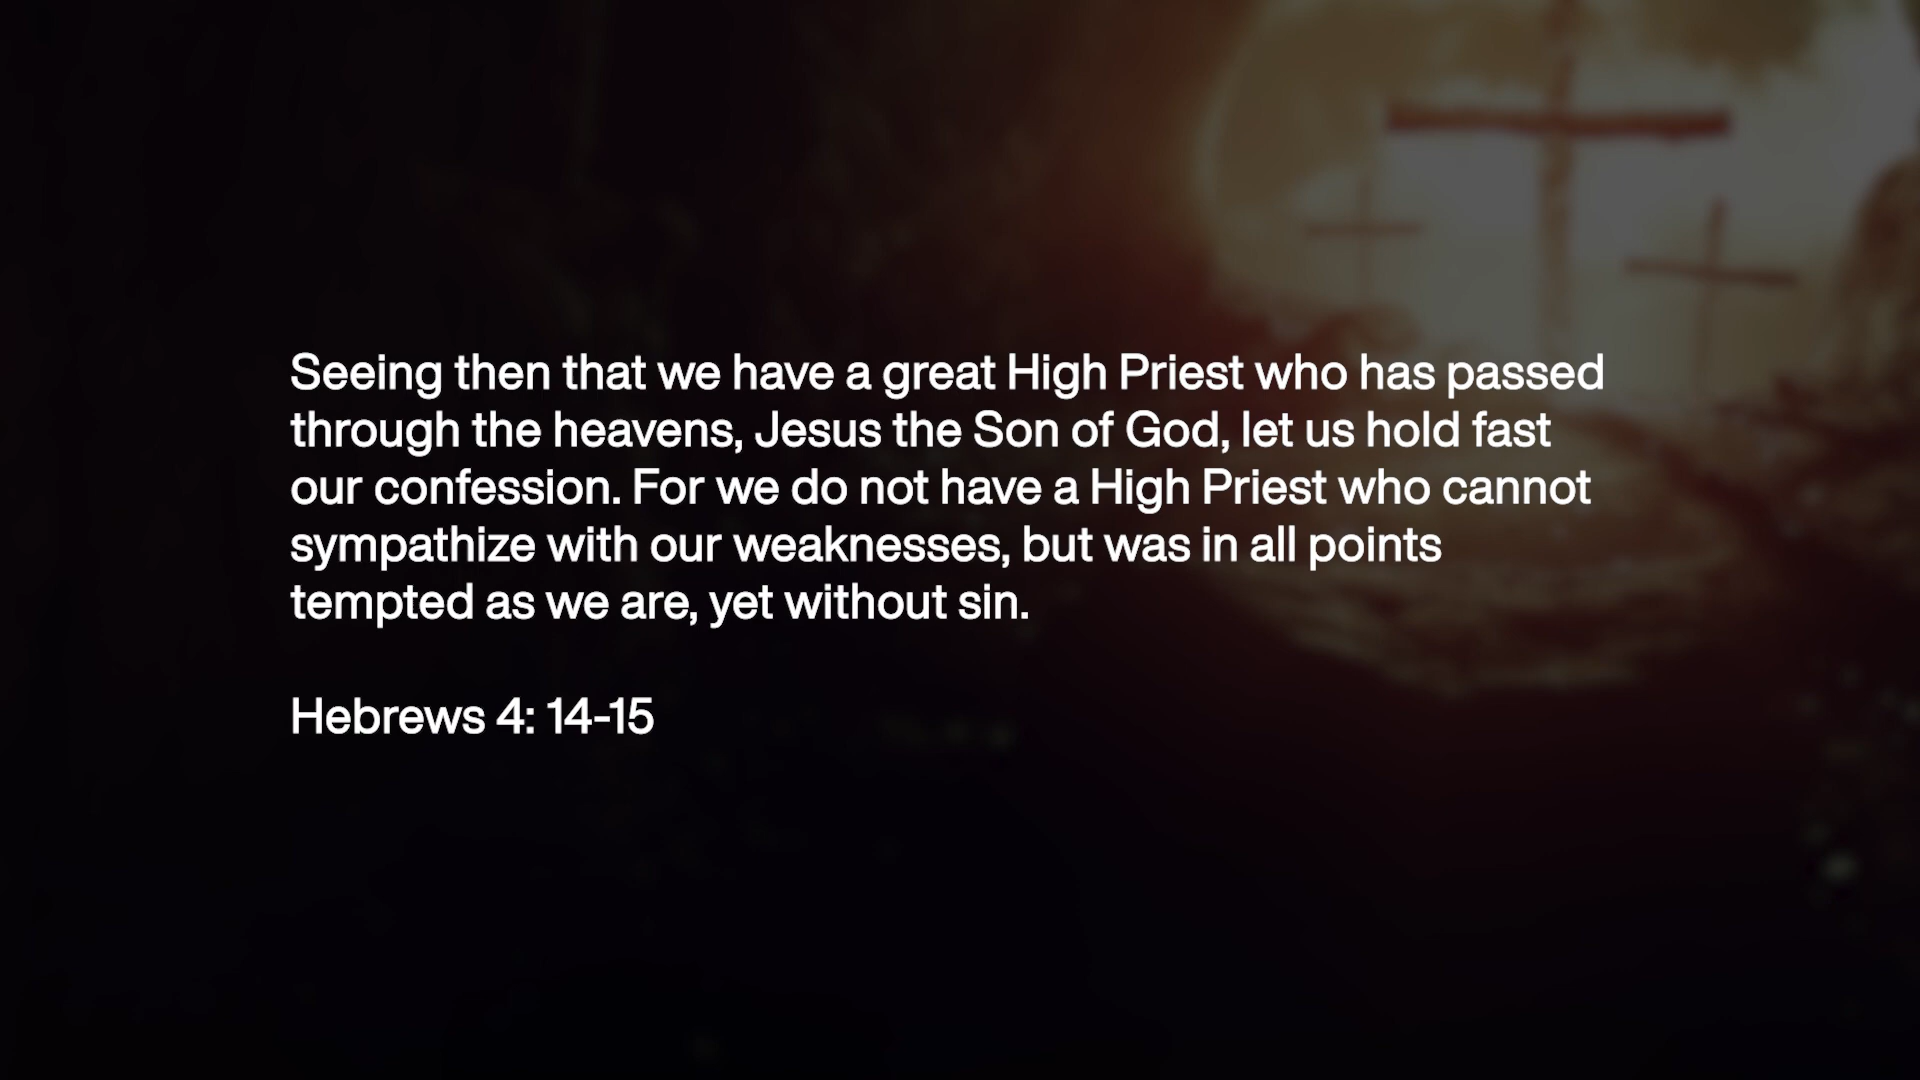 Seeing then that we have a great High Priest who has passed
through the heavens, Jesus the Son of God, let us hold fast
our confession. For we do not have a High Priest who cannot
sympathize with our weaknesses, but was in all points
tempted as we are, yet without sin.
Hebrews 4: 14-15